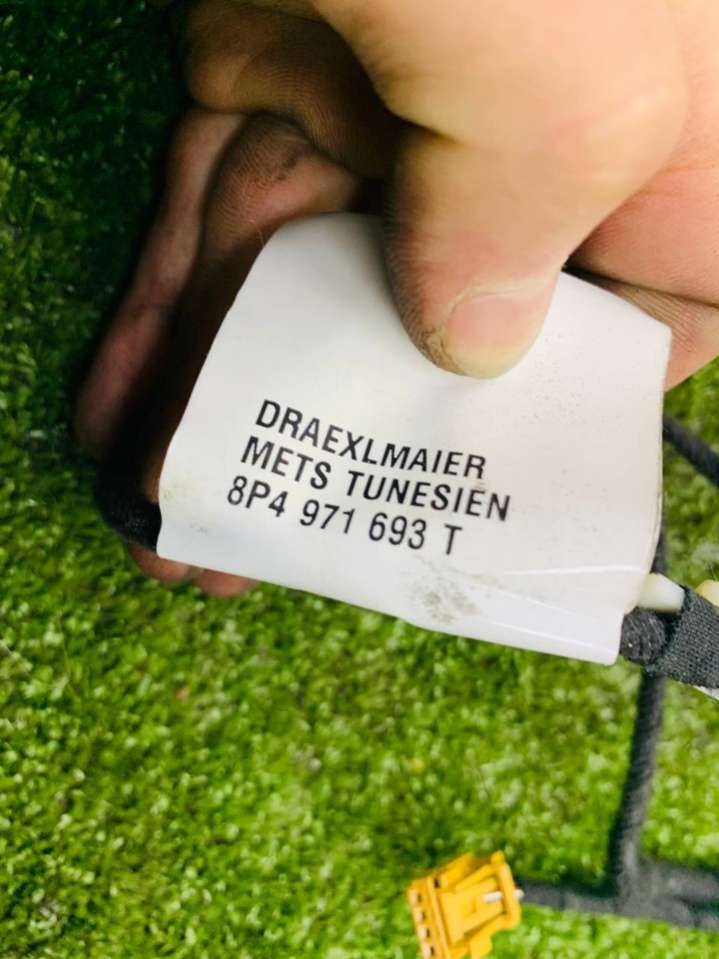 DRAEXLMAIER
METS TUNESIEN
8P4 971 693 T